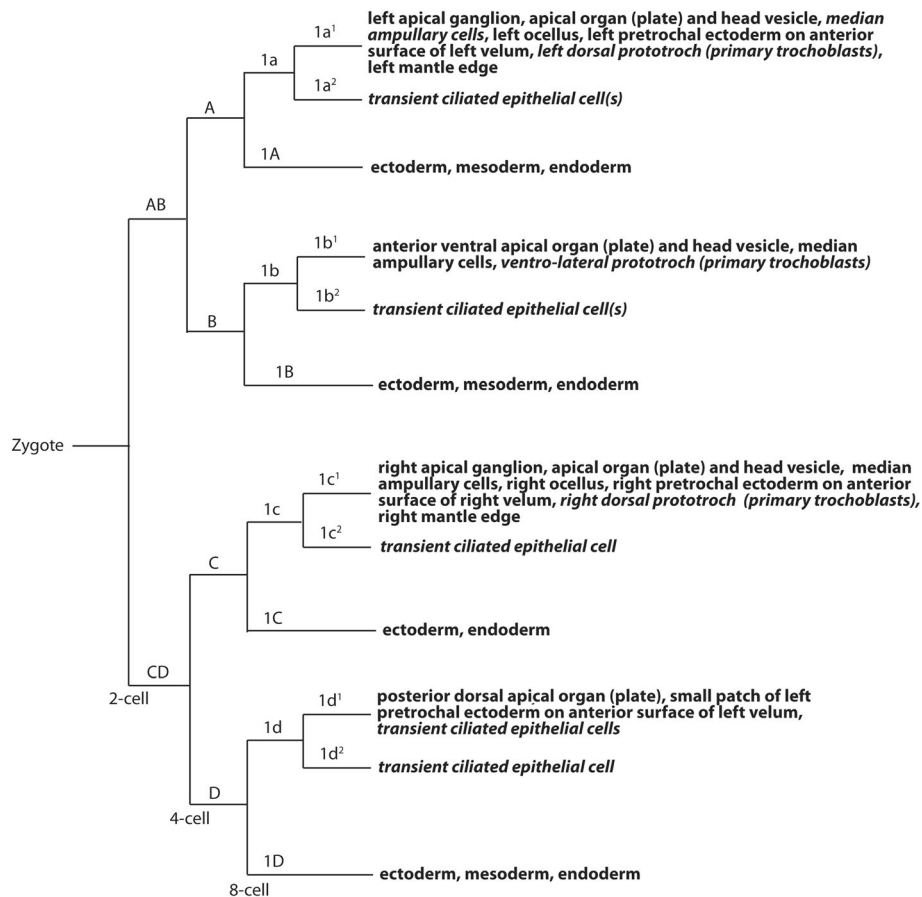 left apical ganglion, apical organ (plate) and head vesicle, median
1a¹
ampullary cells, left ocellus, left pretrochal ectoderm on anterior
surface of left velum, left dorsal prototroch (primary trochoblasts),
1a
left mantle edge
1a²
transient ciliated epithelial cell(s)
A
1A
ectoderm, mesoderm, endoderm
AB
1b¹
anterior ventral apical organ (plate) and head vesicle, median
ampullary cells, ventro-lateral prototroch (primary trochoblasts)
1b
1b²
transient ciliated epithelial cell(s)
B
1B
ectoderm, mesoderm, endoderm
Zygote
right apical ganglion, apical organ (plate) and head vesicle, median
1c¹
ampullary cells, right ocellus, right pretrochal ectoderm on anterior
surface of right velum, right dorsal prototroch (primary trochoblasts),
1c
right mantle edge
1c²
transient ciliated epithelial cell
C
1C
ectoderm, endoderm
CD
2-cell
1d¹
posterior dorsal apical organ (plate), small patch of left
pretrochal ectoderm on anterior surface of left velum,
transient ciliated epithelial cells
1d
1d²
transient ciliated epithelial cell
D
4-cell
1D
ectoderm, mesoderm, endoderm
8-cell